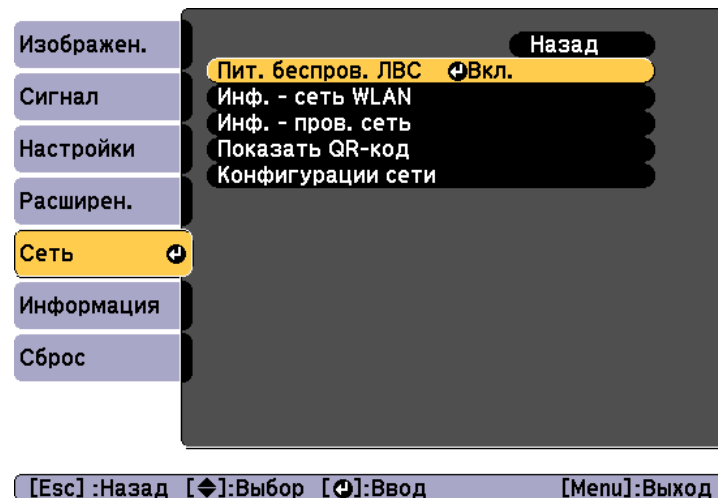 Изображен.
Сигнал
Настройки
Расширен.
Сеть
Информация
Сброс
Назад
Пит. беспров. ЛВС Вкл.
Инф. - сеть WLAN
Инф. - пров. сеть
Показать QR-код
Конфигурации сети
[Esc] :Назад [◆]:Выбор [⏎]:Ввод [Menu]:Выход